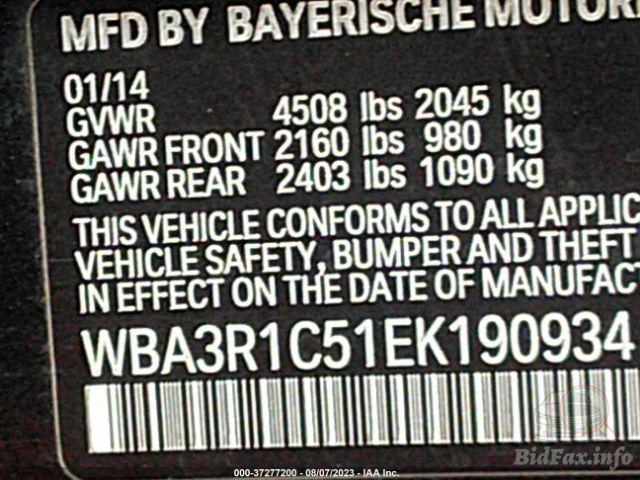 MFD BY BAYERISCHE
01/14
GVWR 4508 lbs 2045 kg
GAWR FRONT 2160 lbs 980 kg
GAWR REAR 2403 lbs 1090 kg
THIS VEHICLE CONFORMS TO ALL APPLIC
VEHICLE SAFETY, BUMPER AND THEFT
IN EFFECT ON THE DATE OF MANUFACT
WBA3R1C51EK190934
BidFax.info
000-37277200 - 08/07/2023 - IAA Inc.